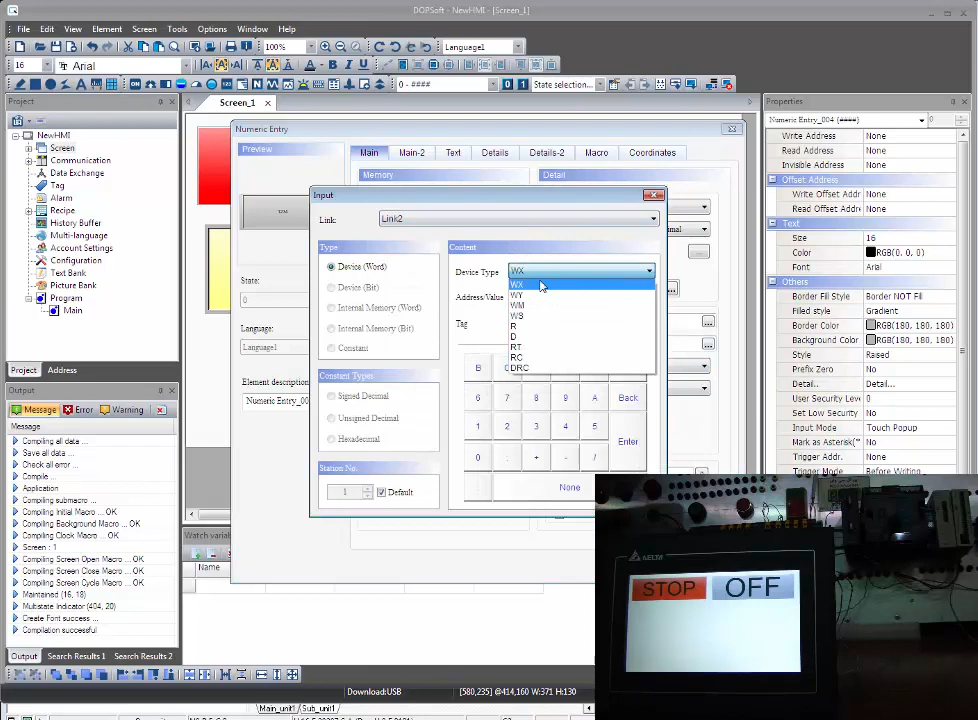 DOPSoft - NewHMI - [Screen_1]
File Edit View Element Screen Tools Options Window Help
100% Language1
16 Arial
0 - #### 0 1 State selection...
Project
NewHMI
Screen
Communication
Data Exchange
Tag
Alarm
Recipe
History Buffer
Multi-language
Account Settings
Configuration
Text Bank
Program
Main
Project Address
Output
Message Error Warning
Message
Compiling all data ...
Save all data ...
Check all error ...
Compile ...
Application
Compiling submacro ...
Compiling Initial Macro ... OK
Compiling Background Macro ... OK
Compiling Clock Macro ... OK
Screen : 1
Compiling Screen Open Macro ... OK
Compiling Screen Close Macro ... OK
Compiling Screen Cycle Macro ... OK
Maintained (16, 18)
Multistate Indicator (404, 20)
Create Font success ...
Compilation successful
Output Search Results 1 Search Results 2
Screen_1
Numeric Entry
Preview
Main Main-2 Text Details Details-2 Macro Coordinates
Memory Detail
1234
State:
0
Language:
Language1
Element description:
Numeric Entry_00
Input
Link: Link2
Type
Device (Word)
Device (Bit)
Internal Memory (Word)
Internal Memory (Bit)
Constant
Constant Types
Signed Decimal
Unsigned Decimal
Hexadecimal
Station No.
1 Default
Content
Device Type WX
Address/Value
Tag
WX
WY
WM
WS
R
D
RT
RC
DRC
B
6 7 8 9 A Back
1 2 3 4 5 Enter
0 : + - /
None
Watch variable
Name
Properties
Numeric Entry_004 {####} 0
Write Address None
Read Address None
Invisible Address None
Offset Address
Write Offset Addr None
Read Offset Addr None
Text
Size 16
Color RGB(0, 0, 0)
Font Arial
Others
Border Fill Style Border NOT Fil
Filled style Gradient
Border Color RGB(180, 180, 180)
Background Color RGB(180, 180, 180)
Style Raised
Prefix Zero No
Detail Detail...
User Security Level 0
Set Low Security No
Input Method Touch Popup
Mark as Asterisk(*) No
Trigger Addr. None
Trigger Mode Before Writing
DELTA
STOP OFF
Download:USB [580,235] @414,160 W:371 H:130
Main_unit1 Sub_unit1